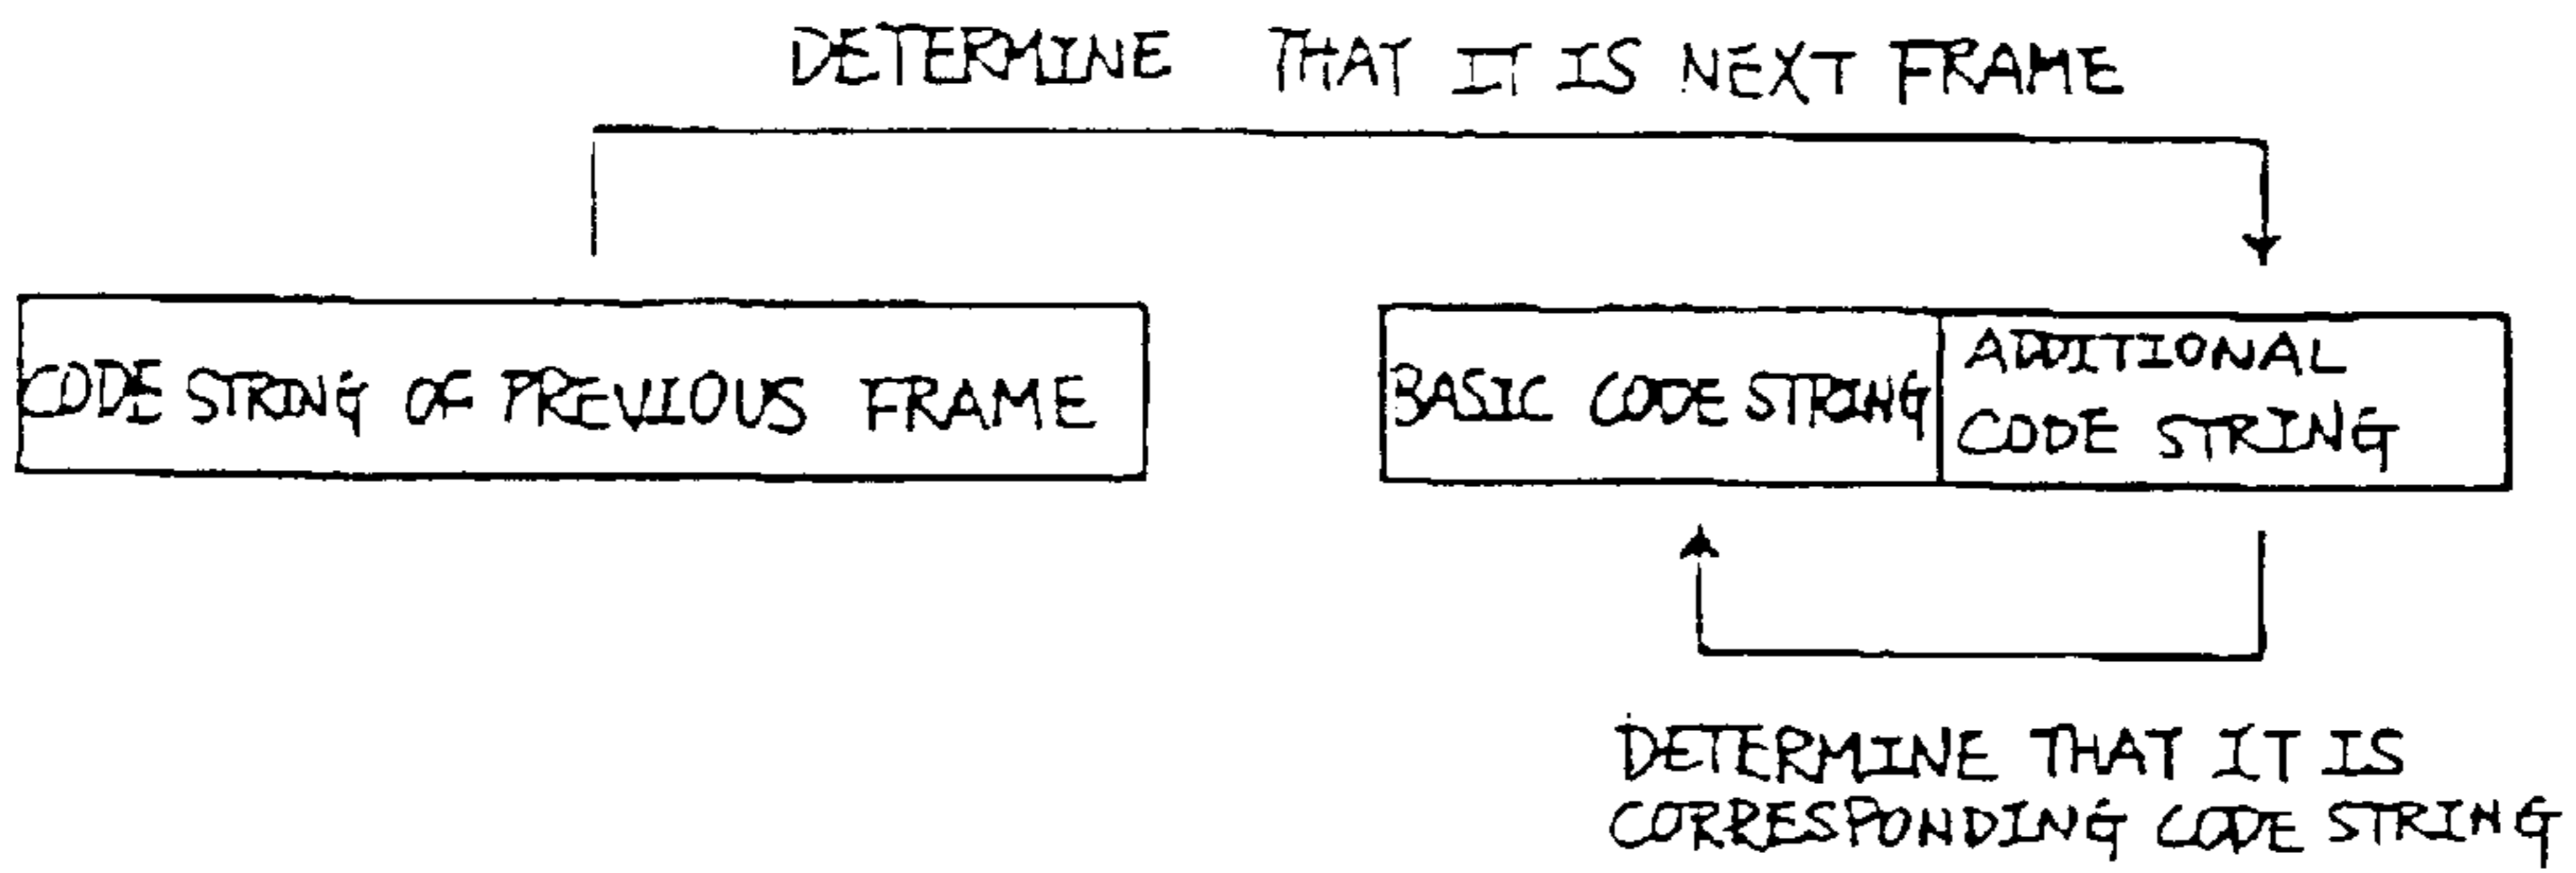 DETERMINE THAT IT IS NEXT FRAME
CODE STRING OF PREVIOUS FRAME
BASIC CODE STRING
ADDITIONAL
CODE STRING
DETERMINE THAT IT IS
CORRESPONDING CODE STRING